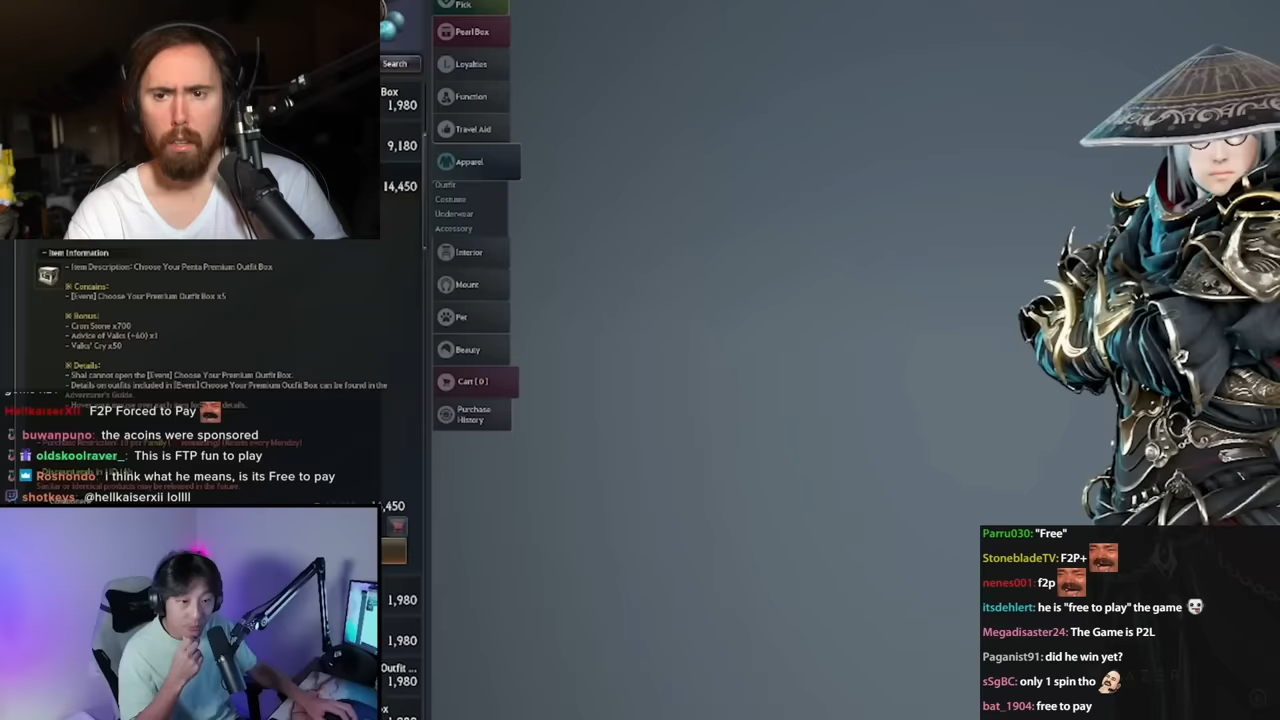 Pick
Pearl Box
Search
Loyalties
Box
1,980
Function
Travel Aid
9,180
Apparel
14,450
Outfit
Costume
Underwear
Accessory
Interior
Mount
Pet
Beauty
Cart [ 0 ]
Purchase
History
- Item Information
- Item Description: Choose Your Penta Premium Outfit Box
※ Contains:
- [Event] Choose Your Premium Outfit Box x5
※ Bonus:
- Cron Stone x700
- Advice of Valks (+60) x1
- Valks' Cry x50
※ Details:
- Shai cannot open the [Event] Choose Your Premium Outfit Box.
- Details on outfits included in [Event] Choose Your Premium Outfit Box can be found in the
Adventurer's Guide.
details.
HellkaiserXII: F2P Forced to Pay
buwanpuno: the acoins were sponsored
oldskoolraver_: This is FTP fun to play
Roshondo: i think what he means, is its Free to pay
shotkeys: @hellkaiserxii lollll
,450
1,980
1,980
Outfit ...
1,980
Parru030: "Free"
StonebladeTV: F2P+
nenes001: f2p
itsdehlert: he is "free to play" the game
Megadisaster24: The Game is P2L
Paganist91: did he win yet?
sSgBC: only 1 spin tho
bat_1904: free to pay